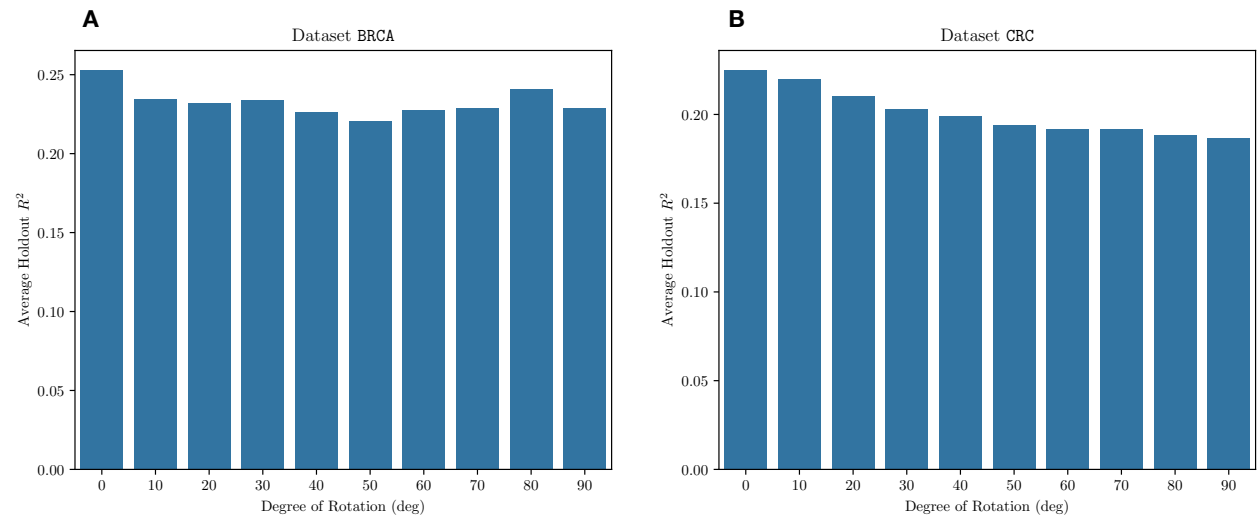 A
Dataset BRCA
Average Holdout R²
0.25
0.20
0.15
0.10
0.05
0.00
0 10 20 30 40 50 60 70 80 90
Degree of Rotation (deg)
B
Dataset CRC
Average Holdout R²
0.20
0.15
0.10
0.05
0.00
0 10 20 30 40 50 60 70 80 90
Degree of Rotation (deg)